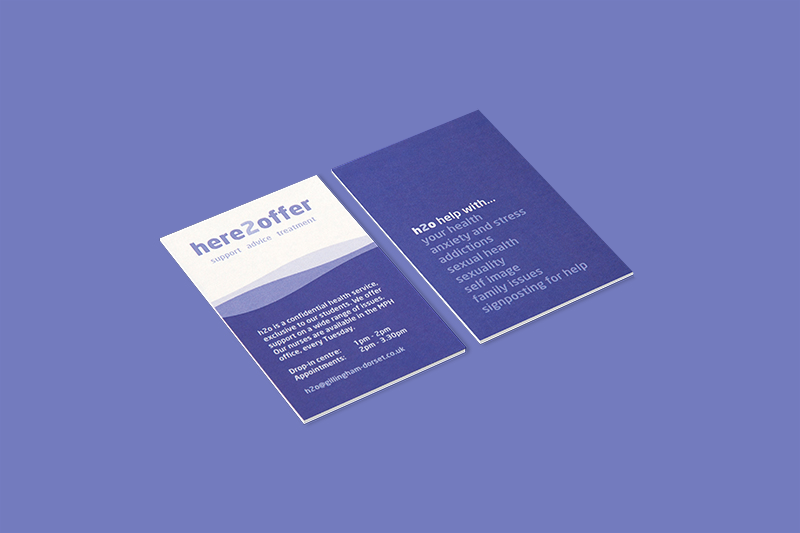 here2offer
support advice treatment
h2o is a confidential health service,
exclusive to our students. We offer
support on a wide range of issues.
Our nurses are available in the MPH
office, every Tuesday.
Drop-in centre: 1pm - 2pm
Appointments: 2pm - 3.30pm
h2o@gillingham-dorset.co.uk
h2o help with...
your health
anxiety and stress
addictions
sexual health
sexuality
self image
family issues
signposting for help